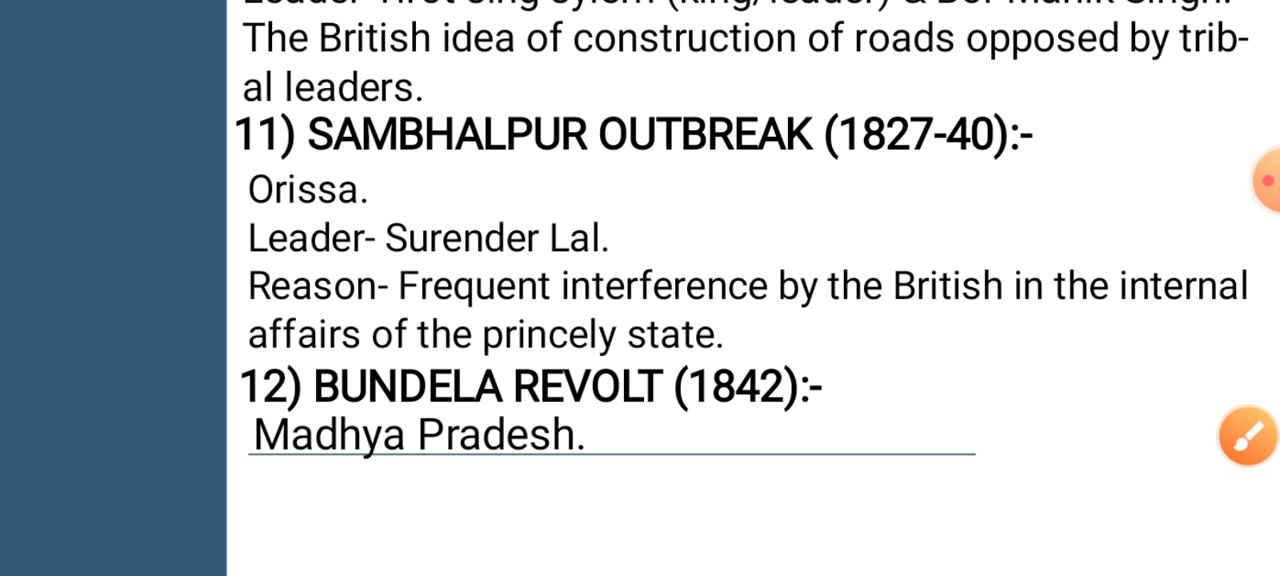 The British idea of construction of roads opposed by trib-
al leaders.
11) SAMBHALPUR OUTBREAK (1827-40):-
Orissa.
Leader- Surender Lal.
Reason- Frequent interference by the British in the internal
affairs of the princely state.
12) BUNDELA REVOLT (1842):-
Madhya Pradesh.